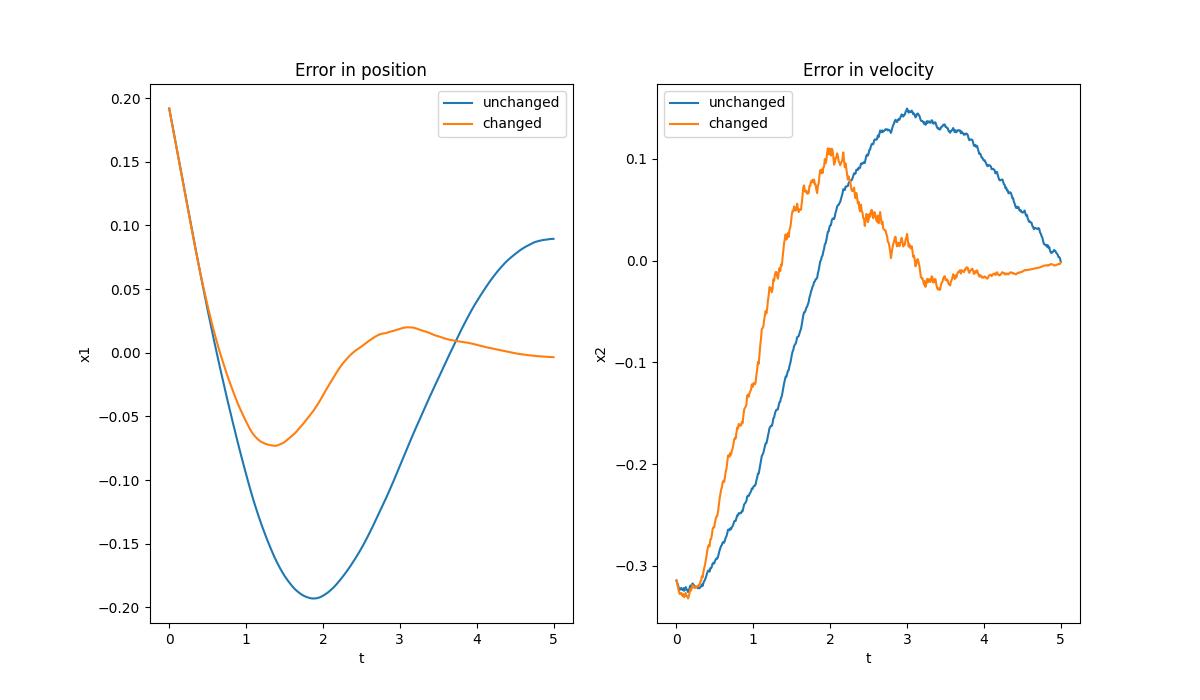 Error in position
unchanged
changed
0.20
0.15
0.10
0.05
0.00
−0.05
−0.10
−0.15
−0.20
x1
0 1 2 3 4 5
t
Error in velocity
unchanged
changed
0.1
0.0
−0.1
−0.2
−0.3
x2
0 1 2 3 4 5
t